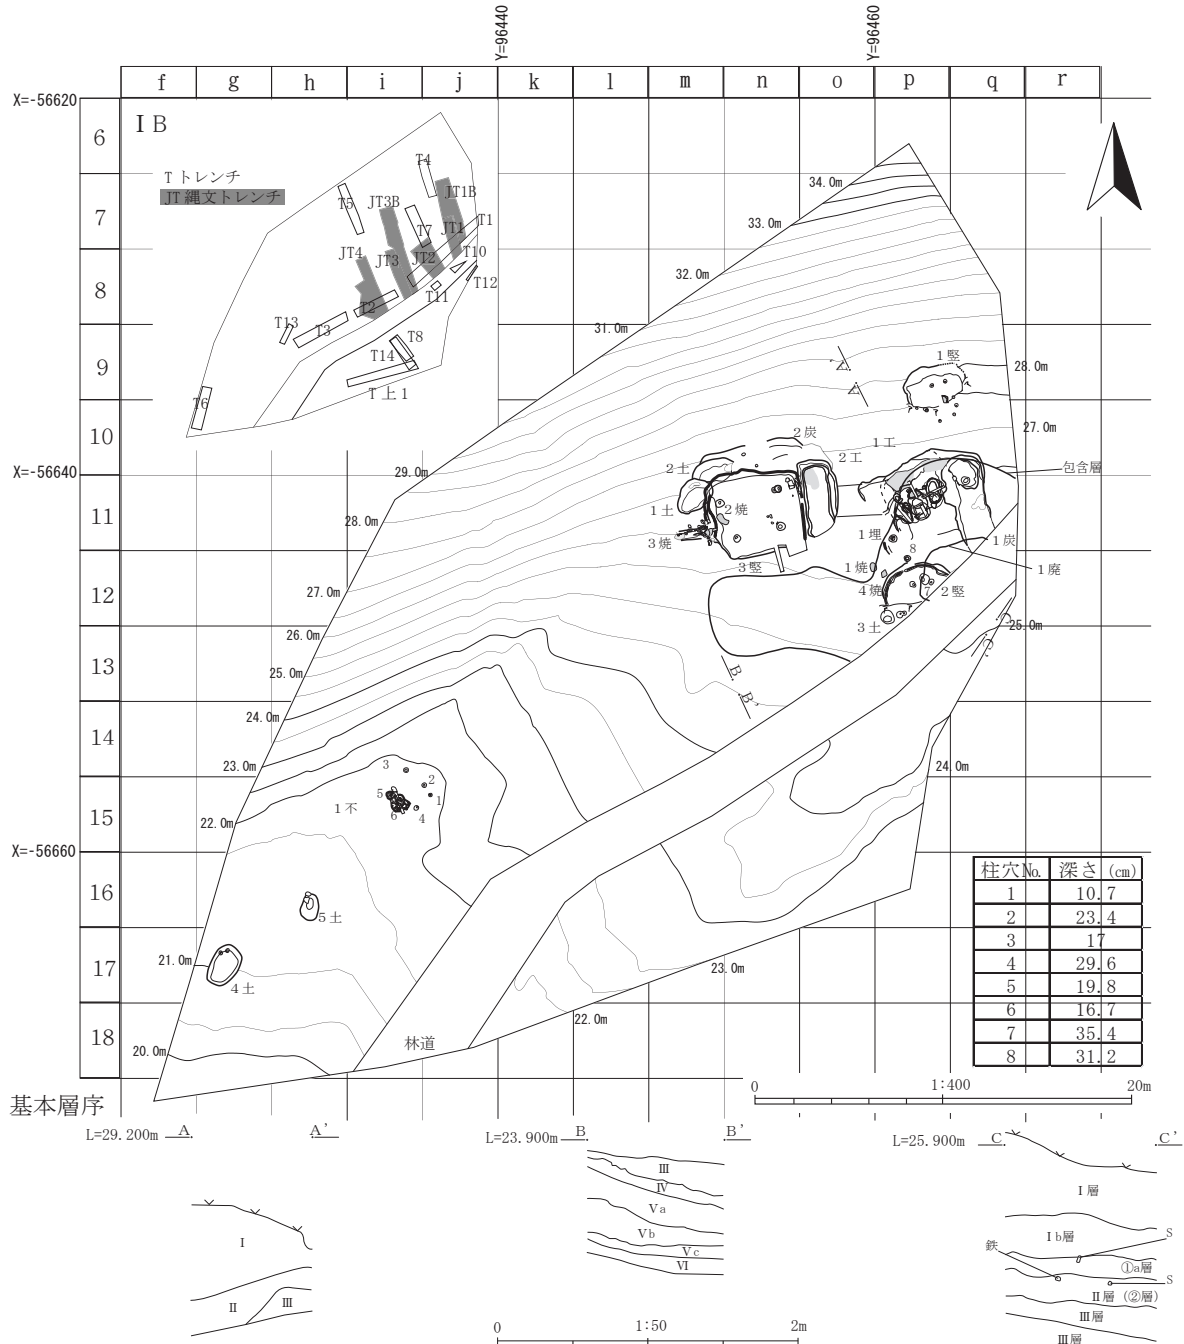 Y=96440
Y=96460
f g h i j k l m n o p q r
X=-56620
6
7
8
9
10
11
12
13
14
15
16
17
18
X=-56640
X=-56660
ⅠB
T トレンチ
JT 縄文トレンチ
T4
T5
JT3B
JT1B
T7
JT1
T1
JT4
JT3
JT2
T10
T12
T11
T2
T13
T3
T8
T14
T 上 1
T6
34.0m
33.0m
32.0m
31.0m
28.0m
27.0m
29.0m
28.0m
27.0m
26.0m
25.0m
24.0m
23.0m
22.0m
21.0m
20.0m
25.0m
24.0m
23.0m
22.0m
A
A'
1竪
2炭
2工
1工
包含層
2土
1土
2焼
3焼
3竪
1埋
8
1炭
1焼
1廃
4焼
7
2竪
3土
B
B'
C
C'
3
2
5
1
1不
6
4
5土
4土
林道
柱穴No. 深さ (cm)
1 10.7
2 23.4
3 17
4 29.6
5 19.8
6 16.7
7 35.4
8 31.2
0 1:400 20m
基本層序
L=29.200m A A'
L=23.900m B B'
L=25.900m C C'
Ⅰ
Ⅱ
Ⅲ
Ⅲ
Ⅳ
Ⅴa
Ⅴb
Ⅴc
Ⅵ
Ⅰ層
Ⅰb層
鉄
S
①a層
S
Ⅱ層 (②層)
Ⅲ層
Ⅲ層
0 1:50 2m